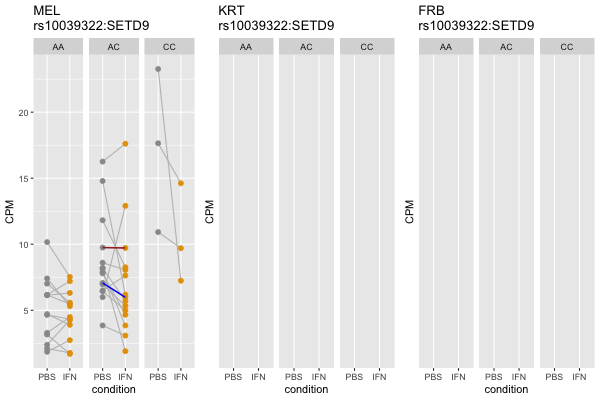 MEL
rs10039322:SETD9
AA AC CC
CPM
20
15
10
5
PBS IFN PBS IFN PBS IFN
condition
KRT
rs10039322:SETD9
AA AC CC
CPM
PBS IFN PBS IFN PBS IFN
condition
FRB
rs10039322:SETD9
AA AC CC
CPM
PBS IFN PBS IFN PBS IFN
condition